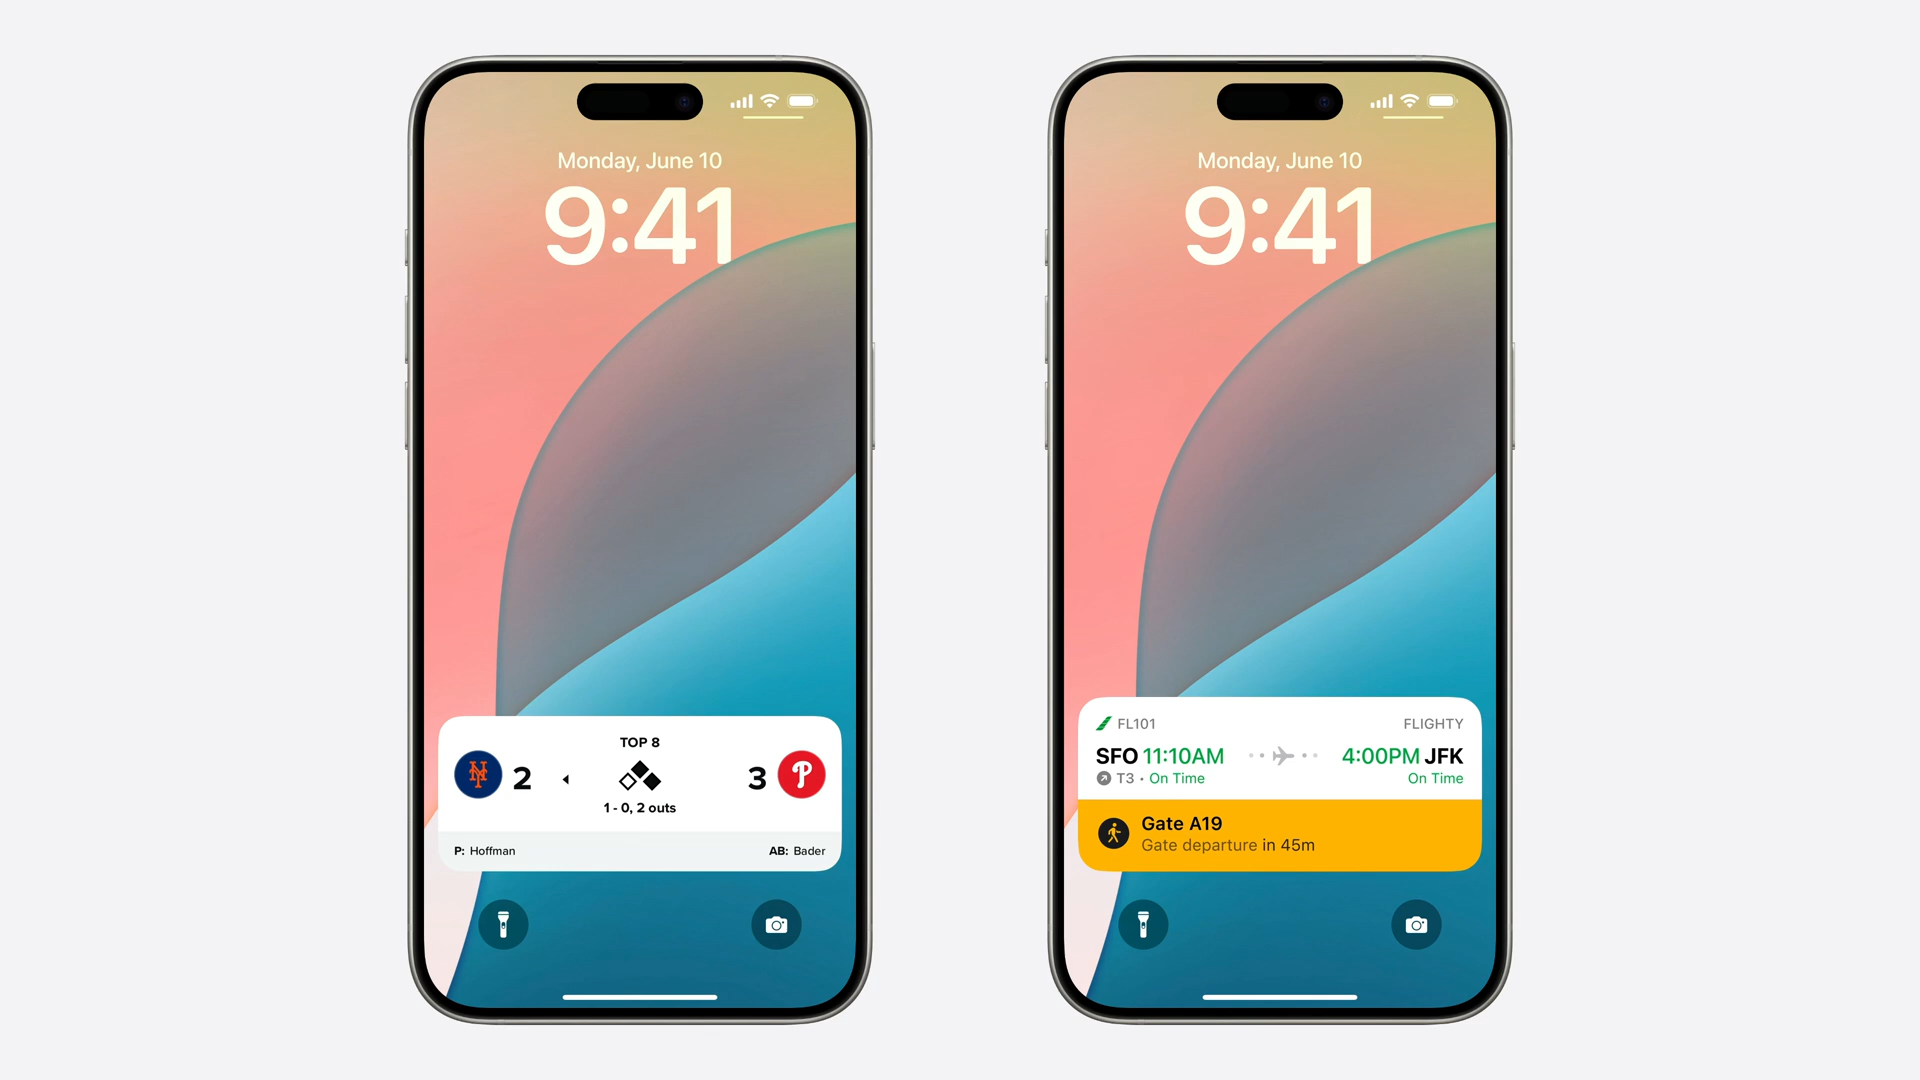 Monday, June 10
9:41
TOP 8
NY 2
3 P
1 - 0, 2 outs
P: Hoffman
AB: Bader
Monday, June 10
9:41
FL101
FLIGHTY
SFO 11:10AM
4:00PM JFK
T3 • On Time
On Time
Gate A19
Gate departure in 45m